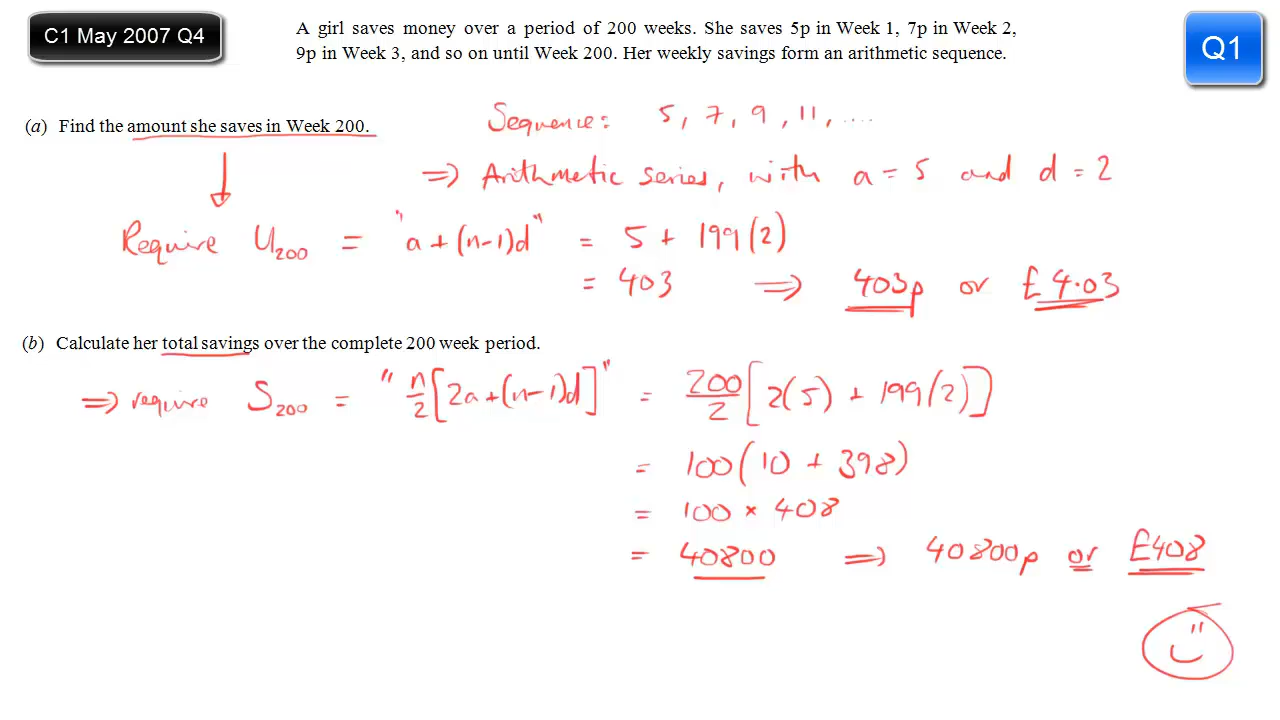 C1 May 2007 Q4
A girl saves money over a period of 200 weeks. She saves 5p in Week 1, 7p in Week 2,
9p in Week 3, and so on until Week 200. Her weekly savings form an arithmetic sequence.
Q1
(a) Find the amount she saves in Week 200.
Sequence: 5, 7, 9, 11, ....
⇒ Arithmetic series, with a = 5 and d = 2
Require U₂₀₀ = "a + (n-1)d" = 5 + 199(2)
= 403 ⇒ 403p or £4.03
(b) Calculate her total savings over the complete 200 week period.
⇒ require S₂₀₀ = "n/2[2a+(n-1)d]" = 200/2[2(5) + 199(2)]
= 100(10 + 398)
= 100 × 408
= 40800 ⇒ 40800p or £408